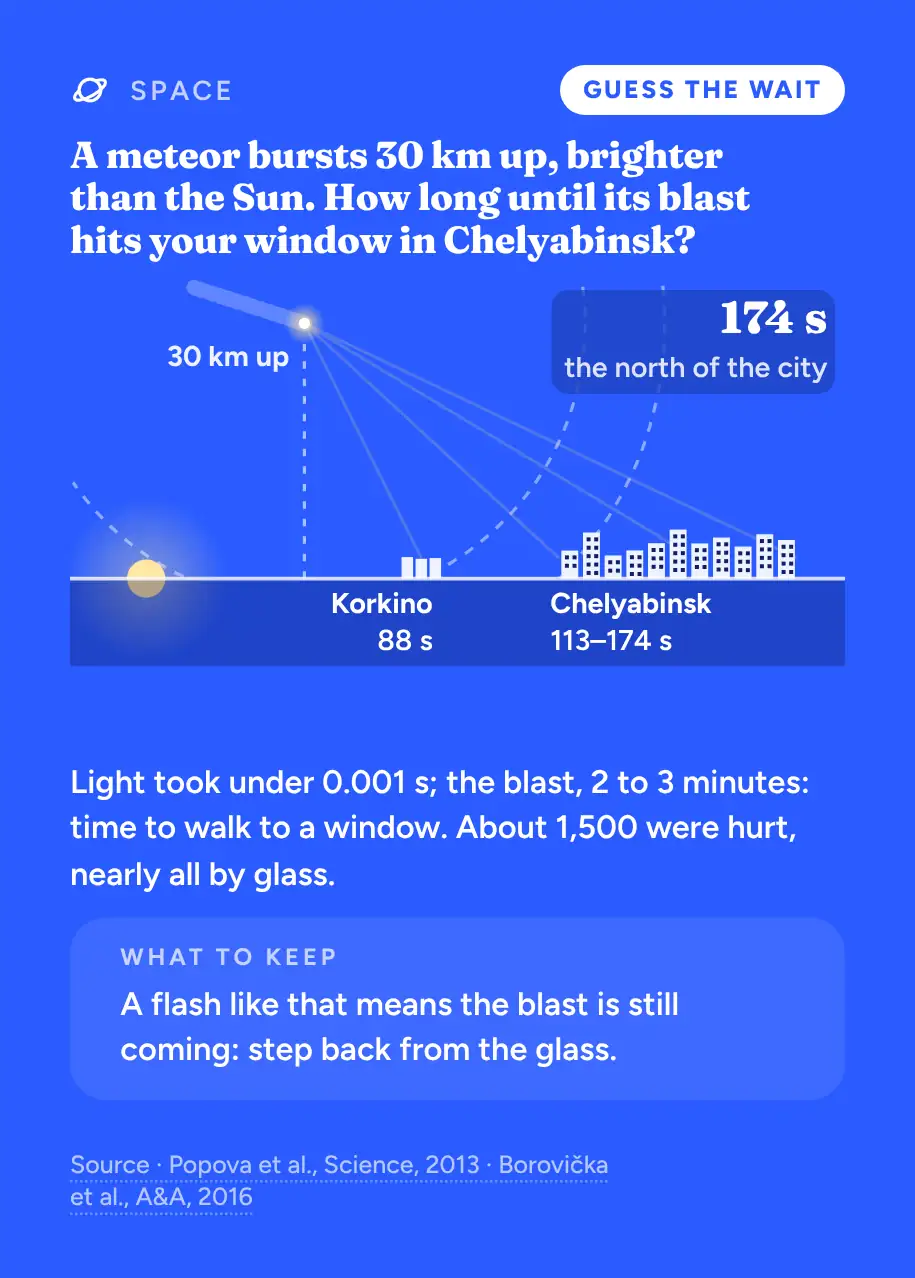 SPACE
GUESS THE WAIT
A meteor bursts 30 km up, brighter
than the Sun. How long until its blast
hits your window in Chelyabinsk?
174 s
the north of the city
30 km up
Korkino
88 s
Chelyabinsk
113–174 s
Light took under 0.001 s; the blast, 2 to 3 minutes:
time to walk to a window. About 1,500 were hurt,
nearly all by glass.
WHAT TO KEEP
A flash like that means the blast is still
coming: step back from the glass.
Source · Popova et al., Science, 2013 · Borovička
et al., A&A, 2016